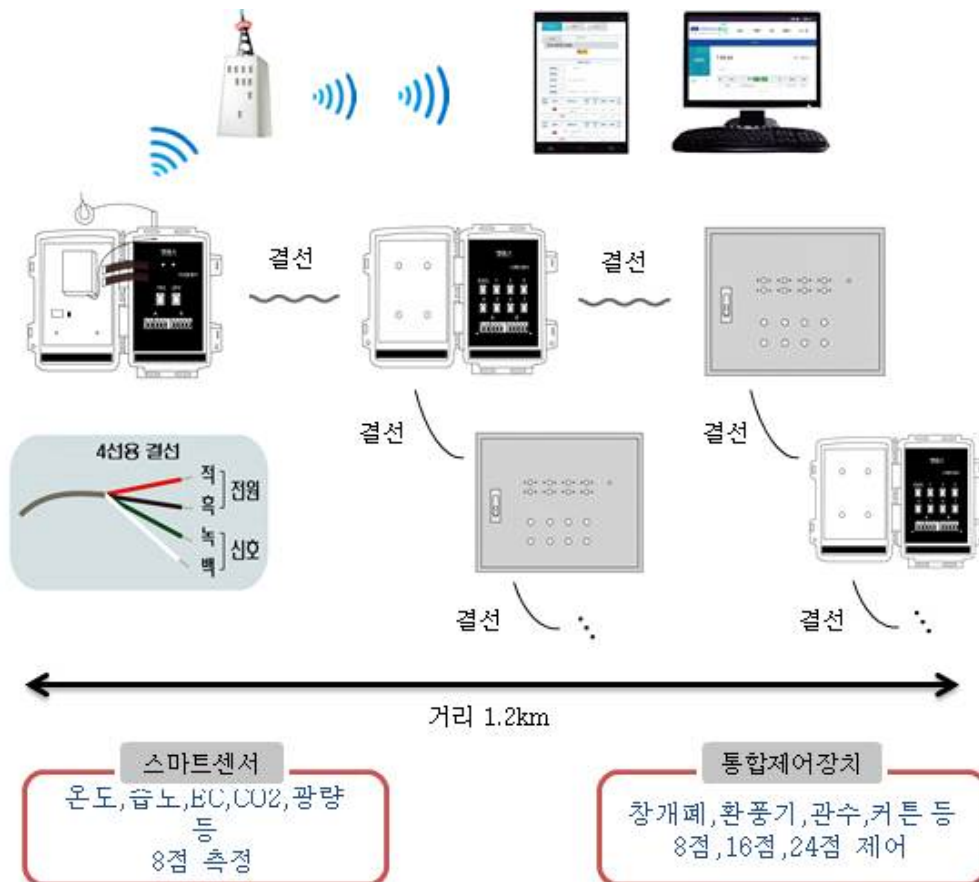 결선
결선
결선
결선
4선용 결선
적
흑
전원
녹
백
신호
결선
결선
거리 1.2km
스마트센서
온도,습도,EC,CO2,광량
등
8점 측정
통합제어장치
창개폐,환풍기,관수,커튼 등
8점,16점,24점 제어